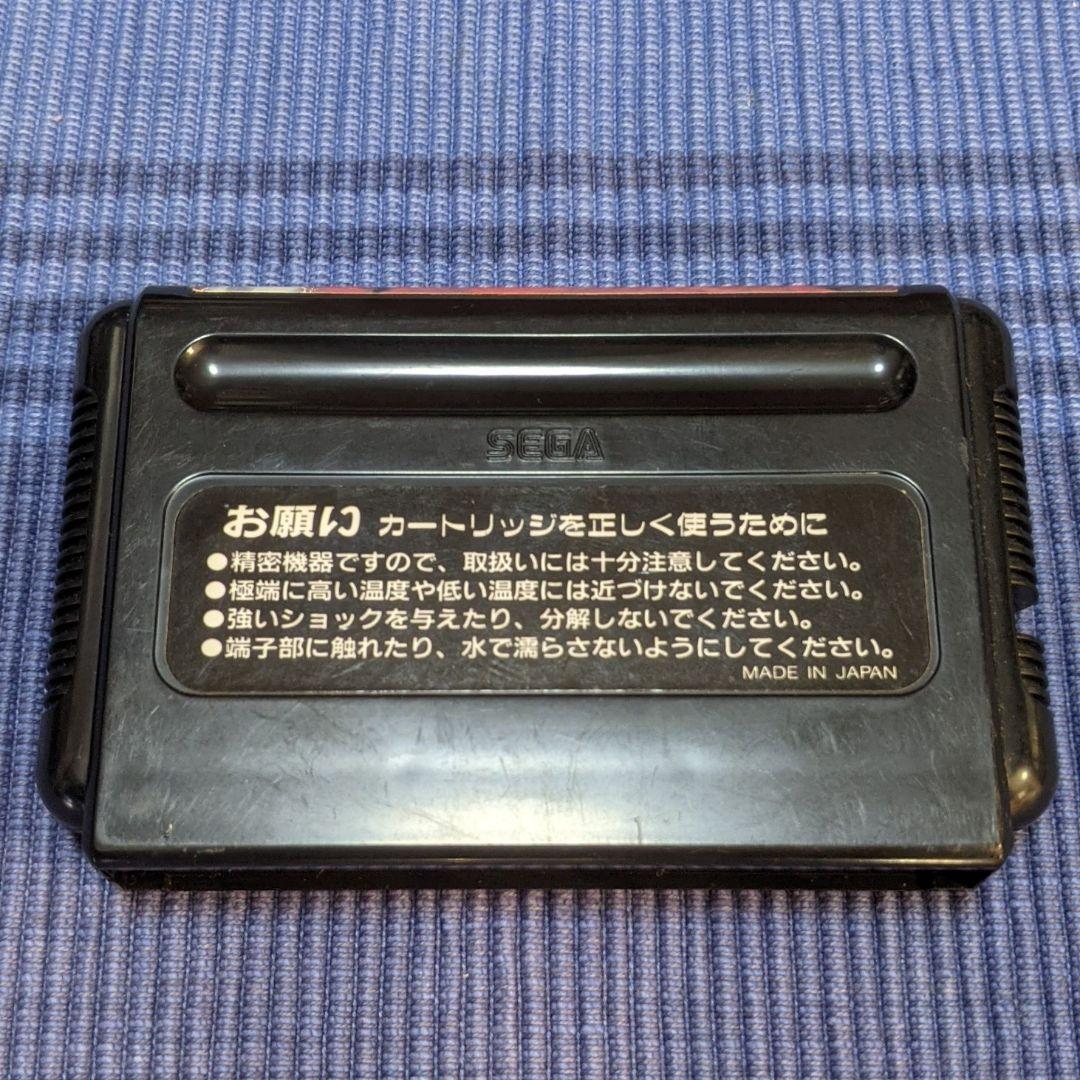 SEGA
お願い カートリッジを正しく使うために
●精密機器ですので、取扱いには十分注意してください。
●極端に高い温度や低い温度には近づけないでください。
●強いショックを与えたり、分解しないでください。
●端子部に触れたり、水で濡らさないようにしてください。
MADE IN JAPAN